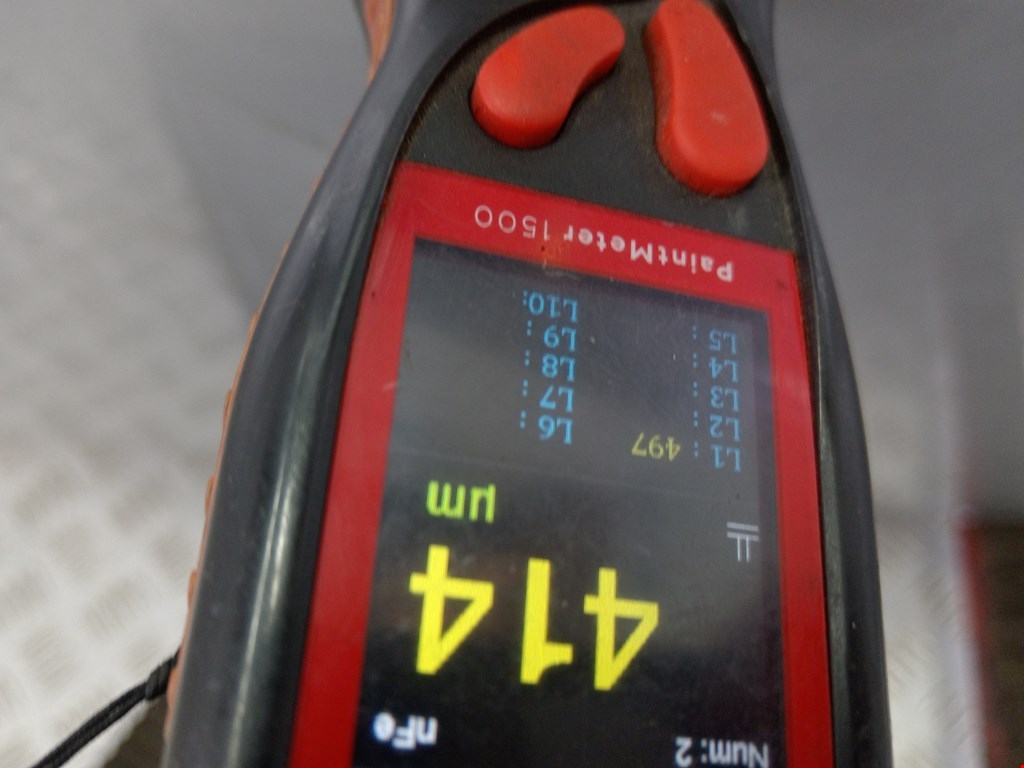 Num: 2 nFe
414
µm
L1 : 497 L6 :
L2 : L7 :
L3 : L8 :
L4 : L9 :
L5 : L10:
PaintMeter 1500